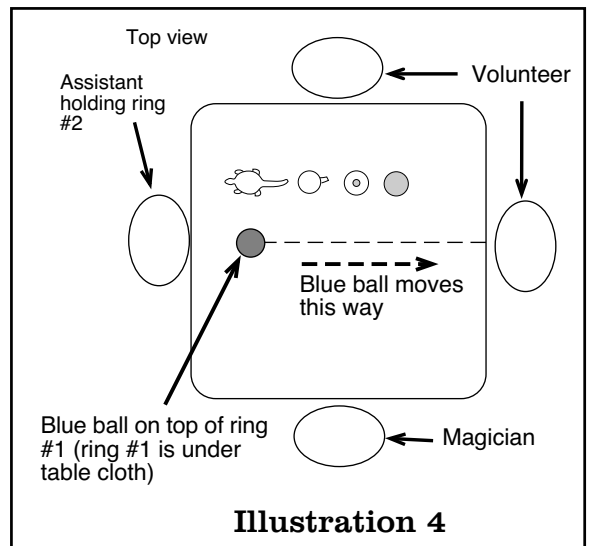 Top view
Assistant
holding ring
#2
Volunteer
Blue ball moves
this way
Blue ball on top of ring
#1 (ring #1 is under
table cloth)
Magician
Illustration 4